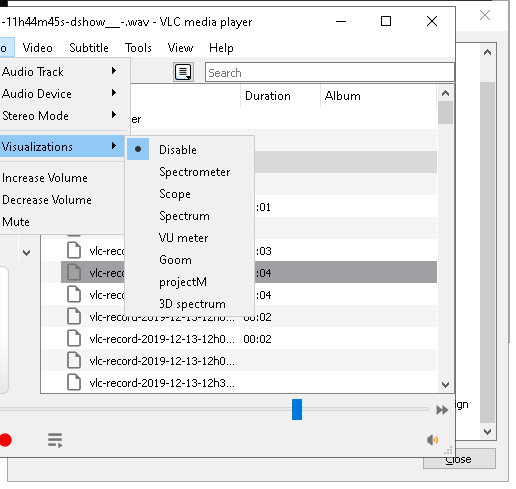 -11h44m45s-dshow__-.wav - VLC media player
o Video Subtitle Tools View Help
Audio Track
Audio Device
Stereo Mode
Visualizations
Increase Volume
Decrease Volume
Mute
Search
Duration Album
er
Disable
Spectrometer
Scope
Spectrum
VU meter
Goom
projectM
3D spectrum
:01
vlc-rec :03
vlc-reco :04
vlc-reco :04
vlc-record-2019-12-13-12h0... 00:02
vlc-record-2019-12-13-12h0... 00:02
vlc-record-2019-12-13-12h0...
vlc-record-2019-12-13-12h3...
ign
Close